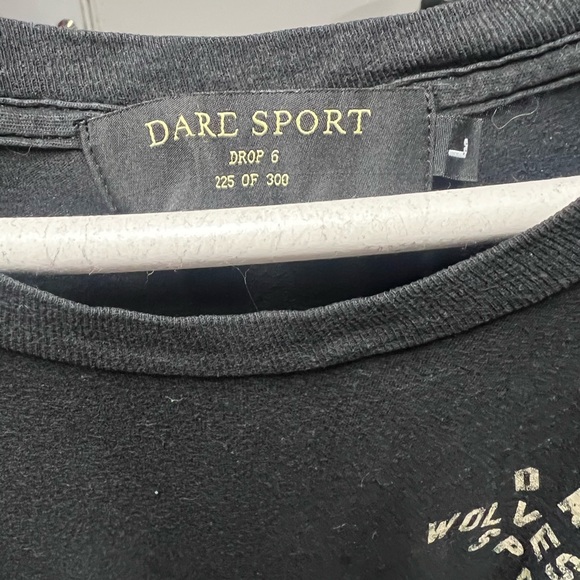 DARE SPORT
DROP 6
225 OF 300
L
WOLVES